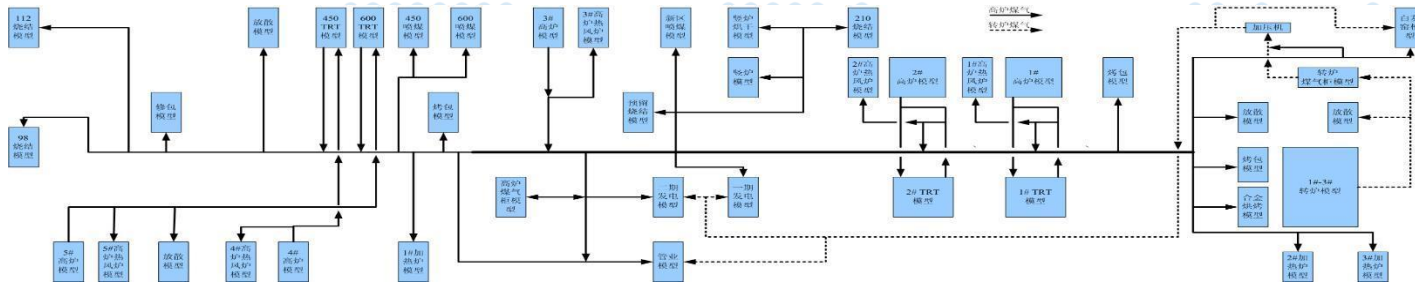 112
烧结模型
放散模型
450
TRT
模型
600
TRT
模型
450
喷煤模型
600
喷煤模型
3#
高炉
模型
3#高
炉热
风炉
模型
新区
喷煤
模型
竖炉
烘干
模型
210
烧结
模型
高炉煤气
转炉煤气
加压机
2#高
炉热
风炉
模型
2#
高炉模型
1#高
炉热
风炉
模型
1#
高炉模型
烤包
模型
转炉
煤气柜模型
竖炉
模型
烧结模型
98
烧结
模型
修包
模型
烤包
模型
放散
模型
放散
模型
烤包
模型
1#-3#
转炉模型
合金
烘烤
模型
高炉
煤气
柜模
型
二期
发电
模型
一期
发电
模型
2# TRT
模型
1# TRT
模型
5#
高炉
模型
5#高
炉热
风炉
模型
放散
模型
4#高
炉热
风炉
模型
4#
高炉
模型
1#加
热炉
模型
管业
模型
2#加
热炉
模型
3#加
热炉
模型